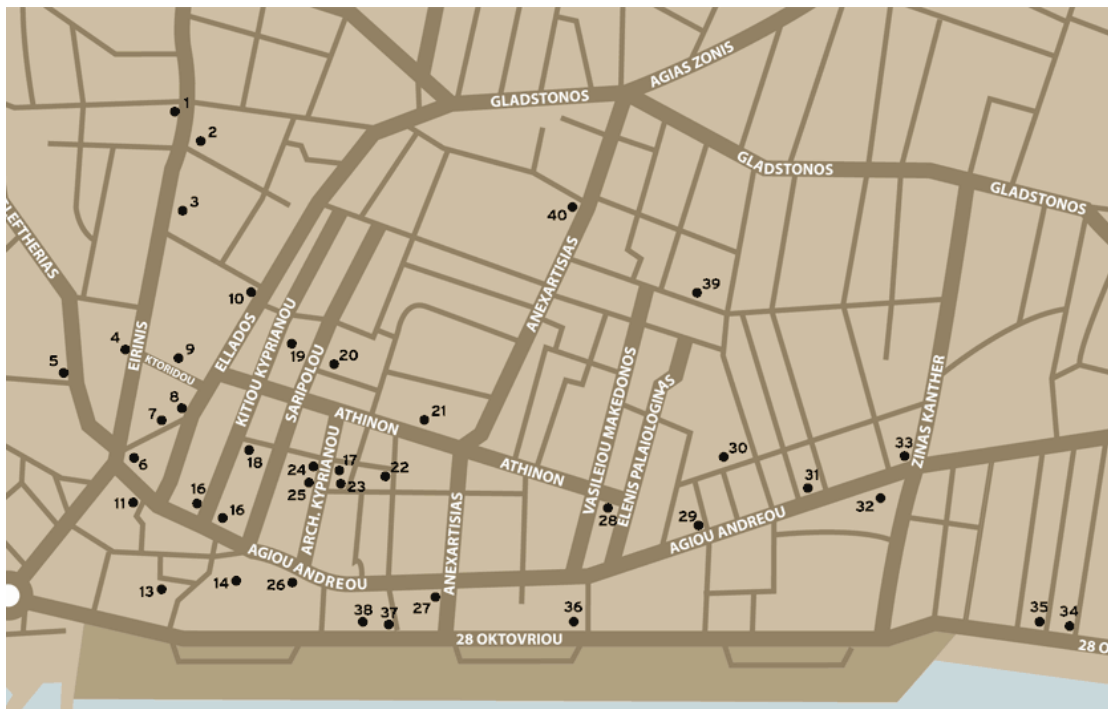 AGIAS ZONIS
GLADSTONOS
1
2
GLADSTONOS
GLADSTONOS
3
40
LEFTHERIAS
ANEXARTISIAS
10
39
EIRINIS
ELLADOS
KITIOU KYPRIANOU
4
9
19
20
5
KTORIDOU
SARIPOLOU
VASILEIOU MAKEDONOS
ELENIS PALAIOLOGINAS
ZINAS KANTHER
8
7
ATHINON
21
6
18
24
17
22
ATHINON
30
33
25
23
ARCH. KYPRIANOU
11
16
16
28
29
31
32
AGIOU ANDREOU
AGIOU ANDREOU
ANEXARTISIAS
13
14
26
27
38
37
36
35
34
28 OKTOVRIOU
28 O